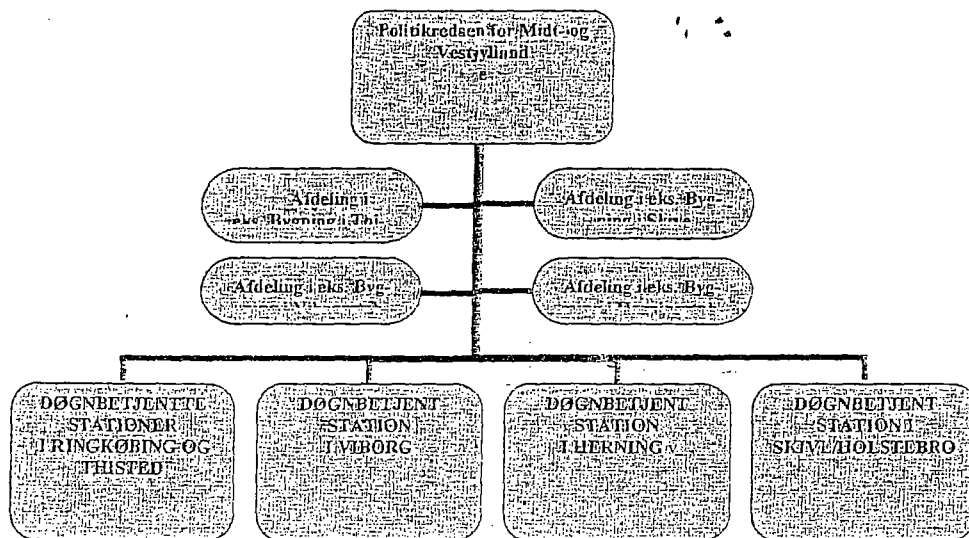 Politikredsen for Midt- og
Vestjylland
e
Afdeling i
eks. Bygning i Thi-
Afdeling i eks. Byg-
Afdeling i eks. Byg-
Afdeling i eks. Byg-
DØGNBETJENTTE
STATIONER
I RINGKØBING OG
THISTED
DØGNBETJENT
STATION
I VIBORG
DØGNBETJENT
STATION
I HERNING
DØGNBETJENT
STATION I
SKIVE/HOLSTEBRO